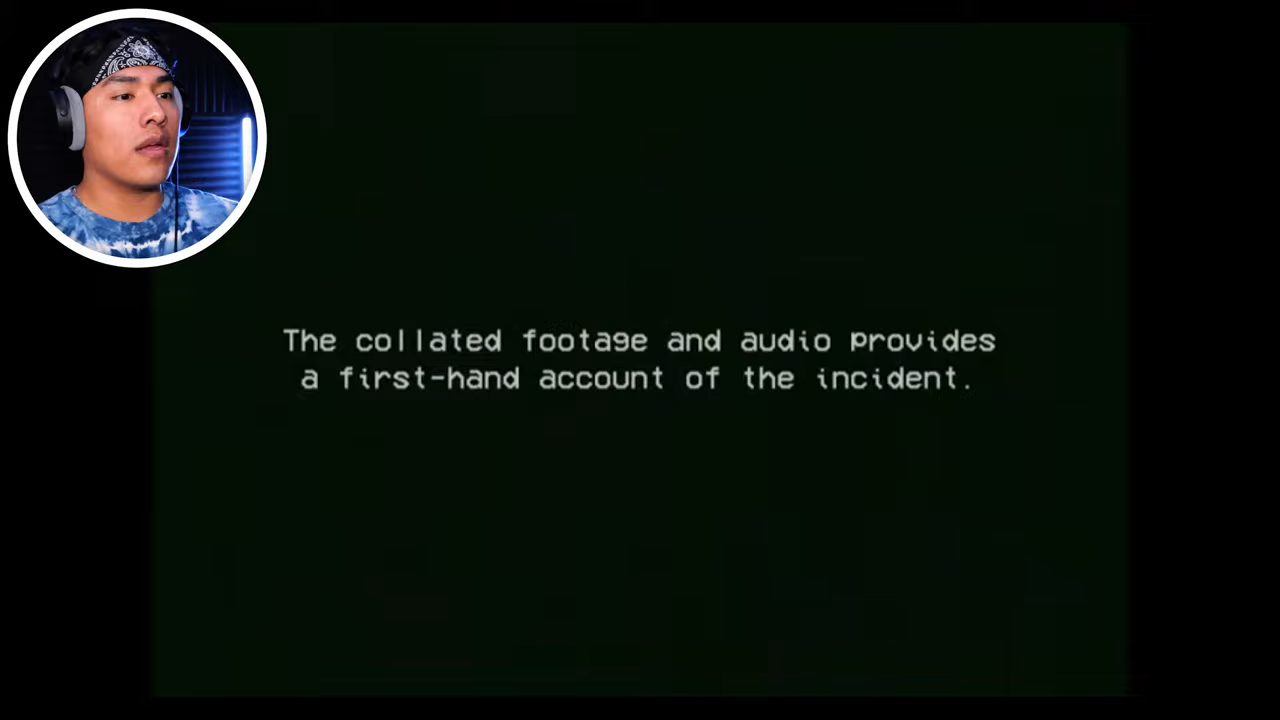 The collated footage and audio provides
a first-hand account of the incident.